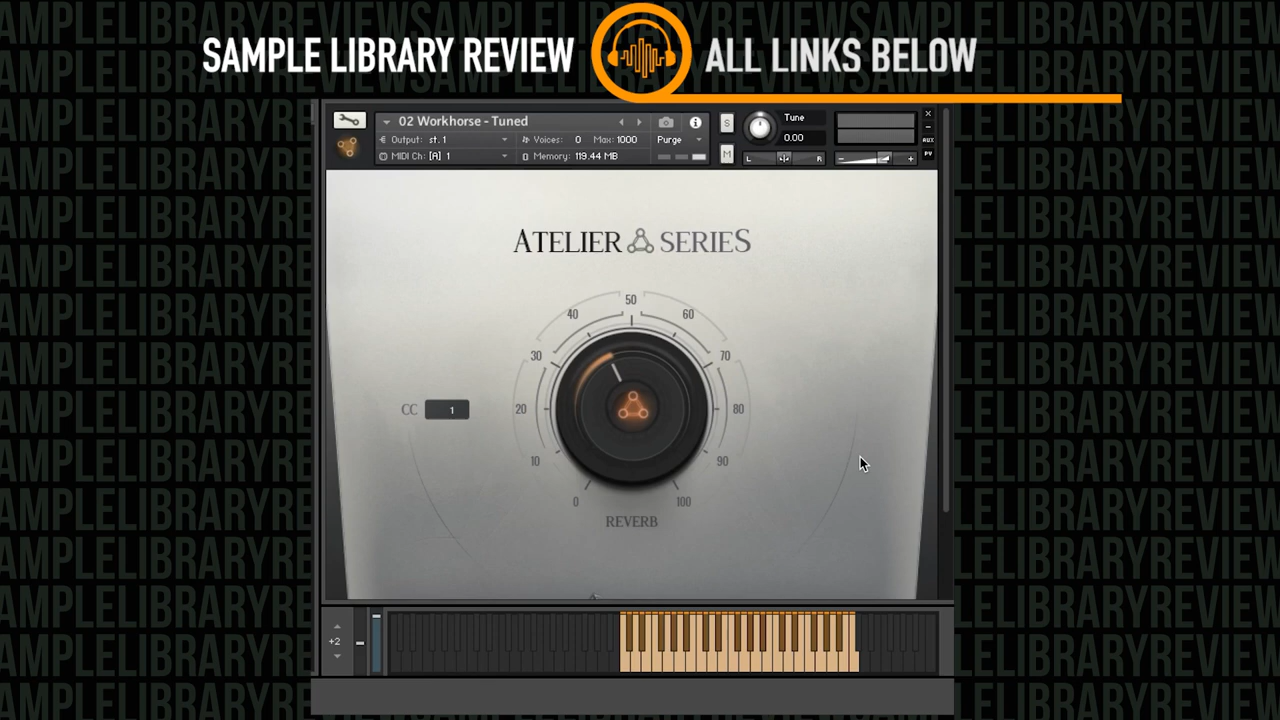 SAMPLE LIBRARY REVIEW ALL LINKS BELOW
02 Workhorse - Tuned
Output: st.1 Voices: 0 Max: 1000 Purge
MIDI Ch: [A] 1 Memory: 119.44 MB
S
M
Tune
0.00
L R
- +
x
-
AUX
PV
ATELIER SERIES
50
40 60
30 70
CC 1 20 80
10 90
0 100
REVERB
+2